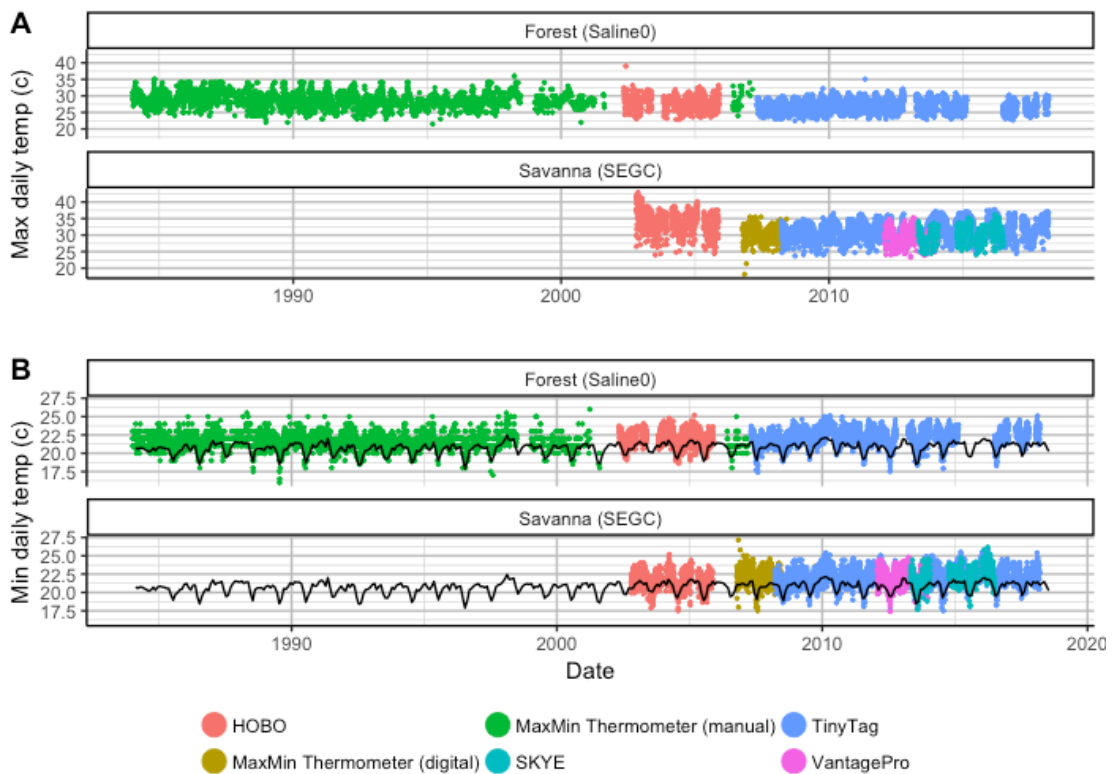 A
Forest (Saline0)
Max daily temp (c)
40
35
30
25
20
Savanna (SEGC)
40
35
30
25
20
1990
2000
2010
B
Forest (Saline0)
Min daily temp (c)
27.5
25.0
22.5
20.0
17.5
Savanna (SEGC)
27.5
25.0
22.5
20.0
17.5
1990
2000
2010
2020
Date
HOBO
MaxMin Thermometer (manual)
TinyTag
MaxMin Thermometer (digital)
SKYE
VantagePro